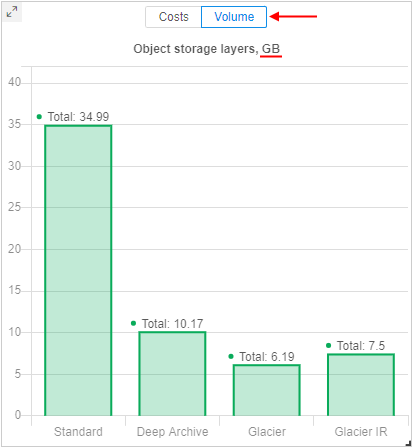 Costs Volume
Object storage layers, GB
40
35
30
25
20
15
10
5
0
Total: 34.99
Total: 10.17
Total: 6.19
Total: 7.5
Standard Deep Archive Glacier Glacier IR